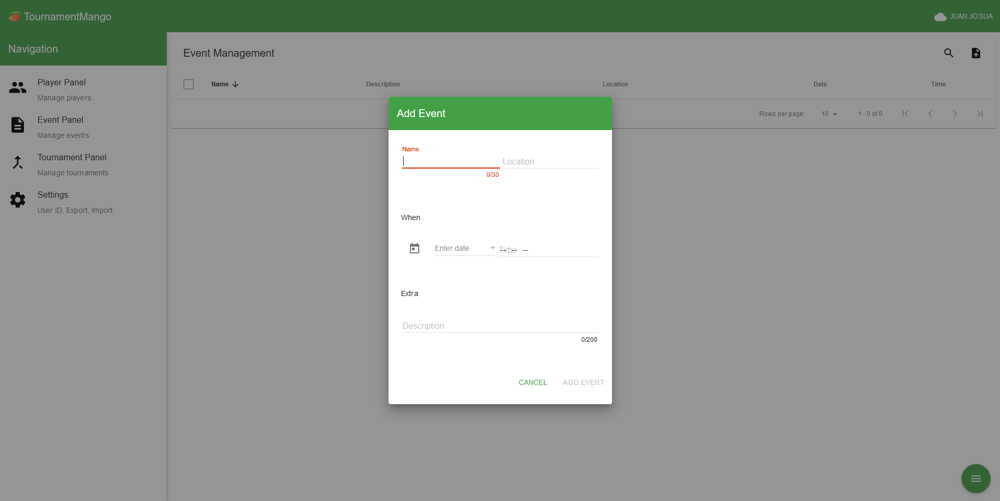 TournamentMango
JUAN JOSUA
Navigation
Player Panel
Manage players
Event Panel
Manage events
Tournament Panel
Manage tournaments
Settings
User ID, Export, Import
Event Management
Name Description Location Date Time
Rows per page: 10 1 - 0 of 0
Add Event
Name
Location
0/30
When
Enter date
Time --:-- --
Extra
Description
0/200
CANCEL ADD EVENT